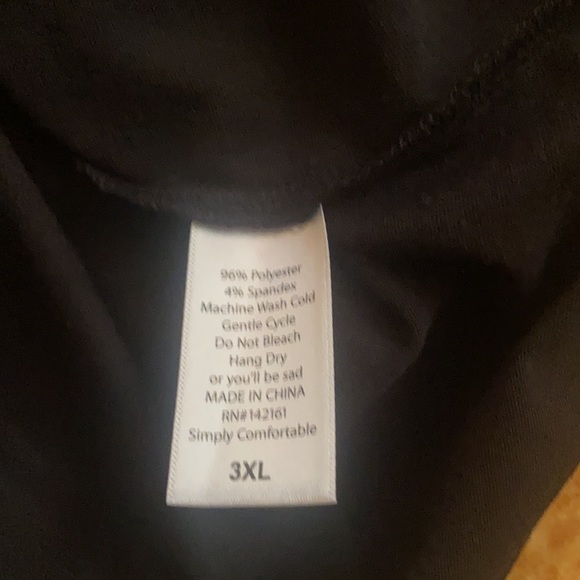 96% Polyester
4% Spandex
Machine Wash Cold
Gentle Cycle
Do Not Bleach
Hang Dry
or you'll be sad
MADE IN CHINA
RN#142161
Simply Comfortable
3XL